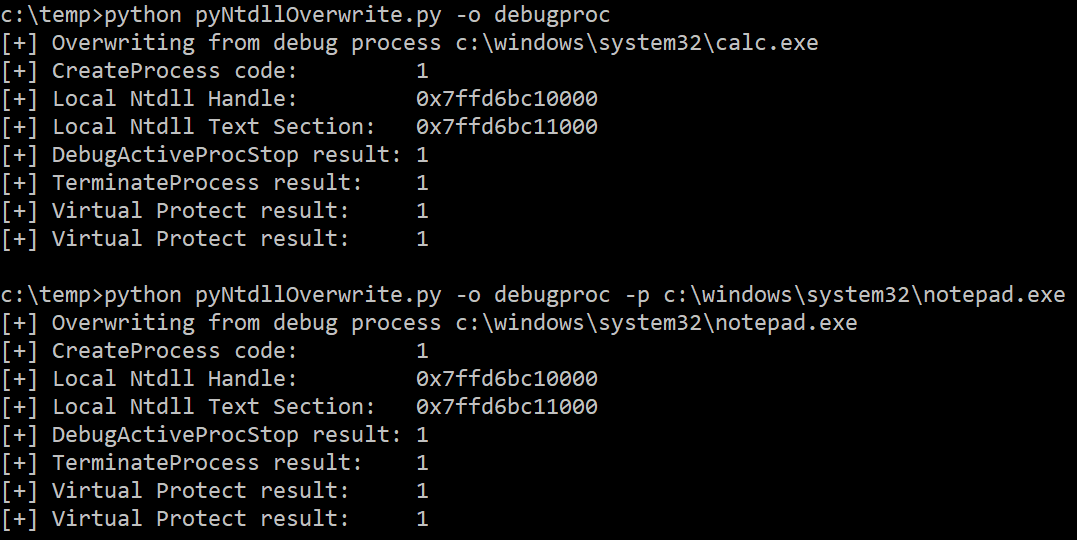 c:\temp>python pyNtdllOverwrite.py -o debugproc
[+] Overwriting from debug process c:\windows\system32\calc.exe
[+] CreateProcess code:         1
[+] Local Ntdll Handle:         0x7ffd6bc10000
[+] Local Ntdll Text Section:   0x7ffd6bc11000
[+] DebugActiveProcStop result: 1
[+] TerminateProcess result:    1
[+] Virtual Protect result:     1
[+] Virtual Protect result:     1
c:\temp>python pyNtdllOverwrite.py -o debugproc -p c:\windows\system32\notepad.exe
[+] Overwriting from debug process c:\windows\system32\notepad.exe
[+] CreateProcess code:         1
[+] Local Ntdll Handle:         0x7ffd6bc10000
[+] Local Ntdll Text Section:   0x7ffd6bc11000
[+] DebugActiveProcStop result: 1
[+] TerminateProcess result:    1
[+] Virtual Protect result:     1
[+] Virtual Protect result:     1